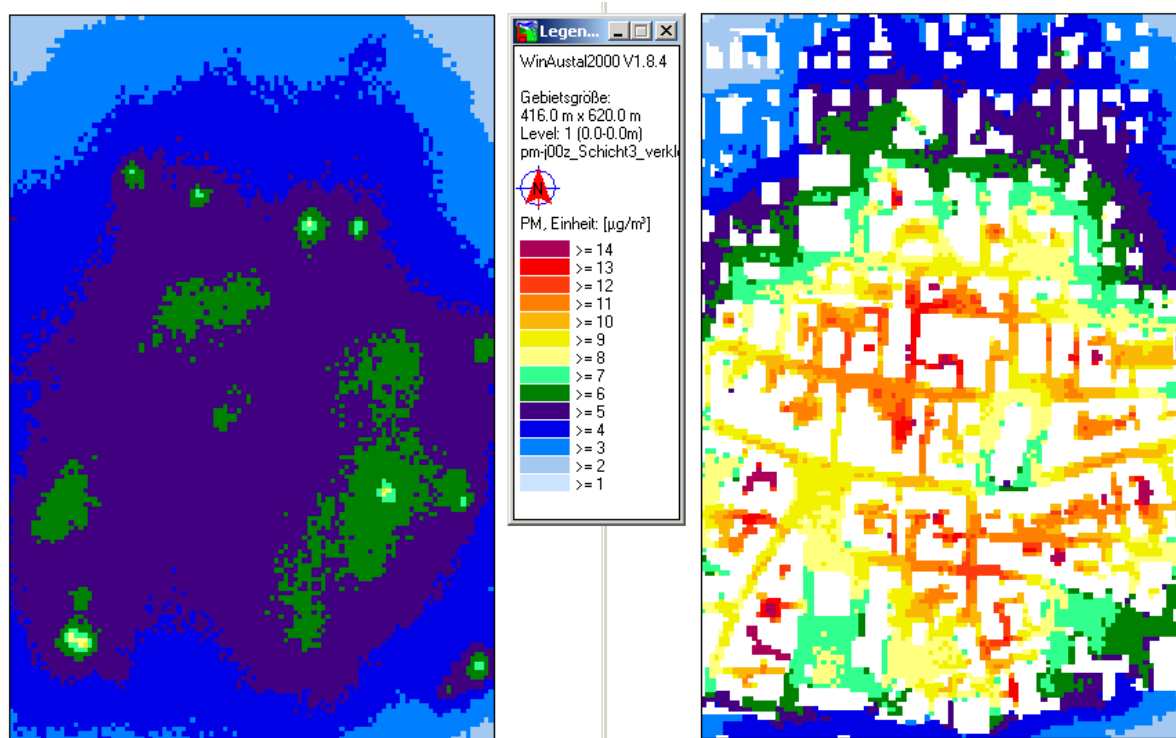 Legen...
WinAustal2000 V1.8.4
Gebietsgröße:
416.0 m x 620.0 m
Level: 1 (0.0-0.0m)
pm-j00z_Schicht3_verkl
N
PM, Einheit: [µg/m³]
>= 14
>= 13
>= 12
>= 11
>= 10
>= 9
>= 8
>= 7
>= 6
>= 5
>= 4
>= 3
>= 2
>= 1